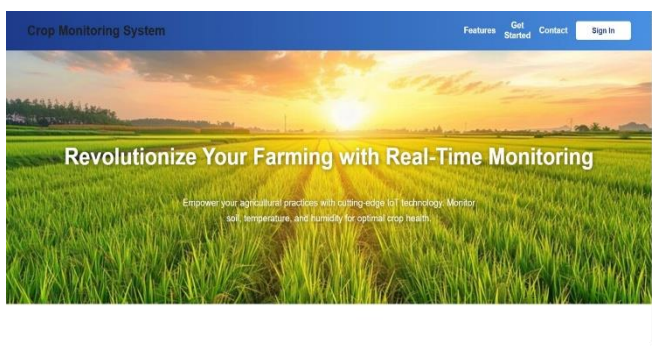 Crop Monitoring System
Features
Get
Started
Contact
Sign In
Revolutionize Your Farming with Real-Time Monitoring
Empower your agricultural practices with cutting-edge IoT technology. Monitor
soil, temperature, and humidity for optimal crop health.